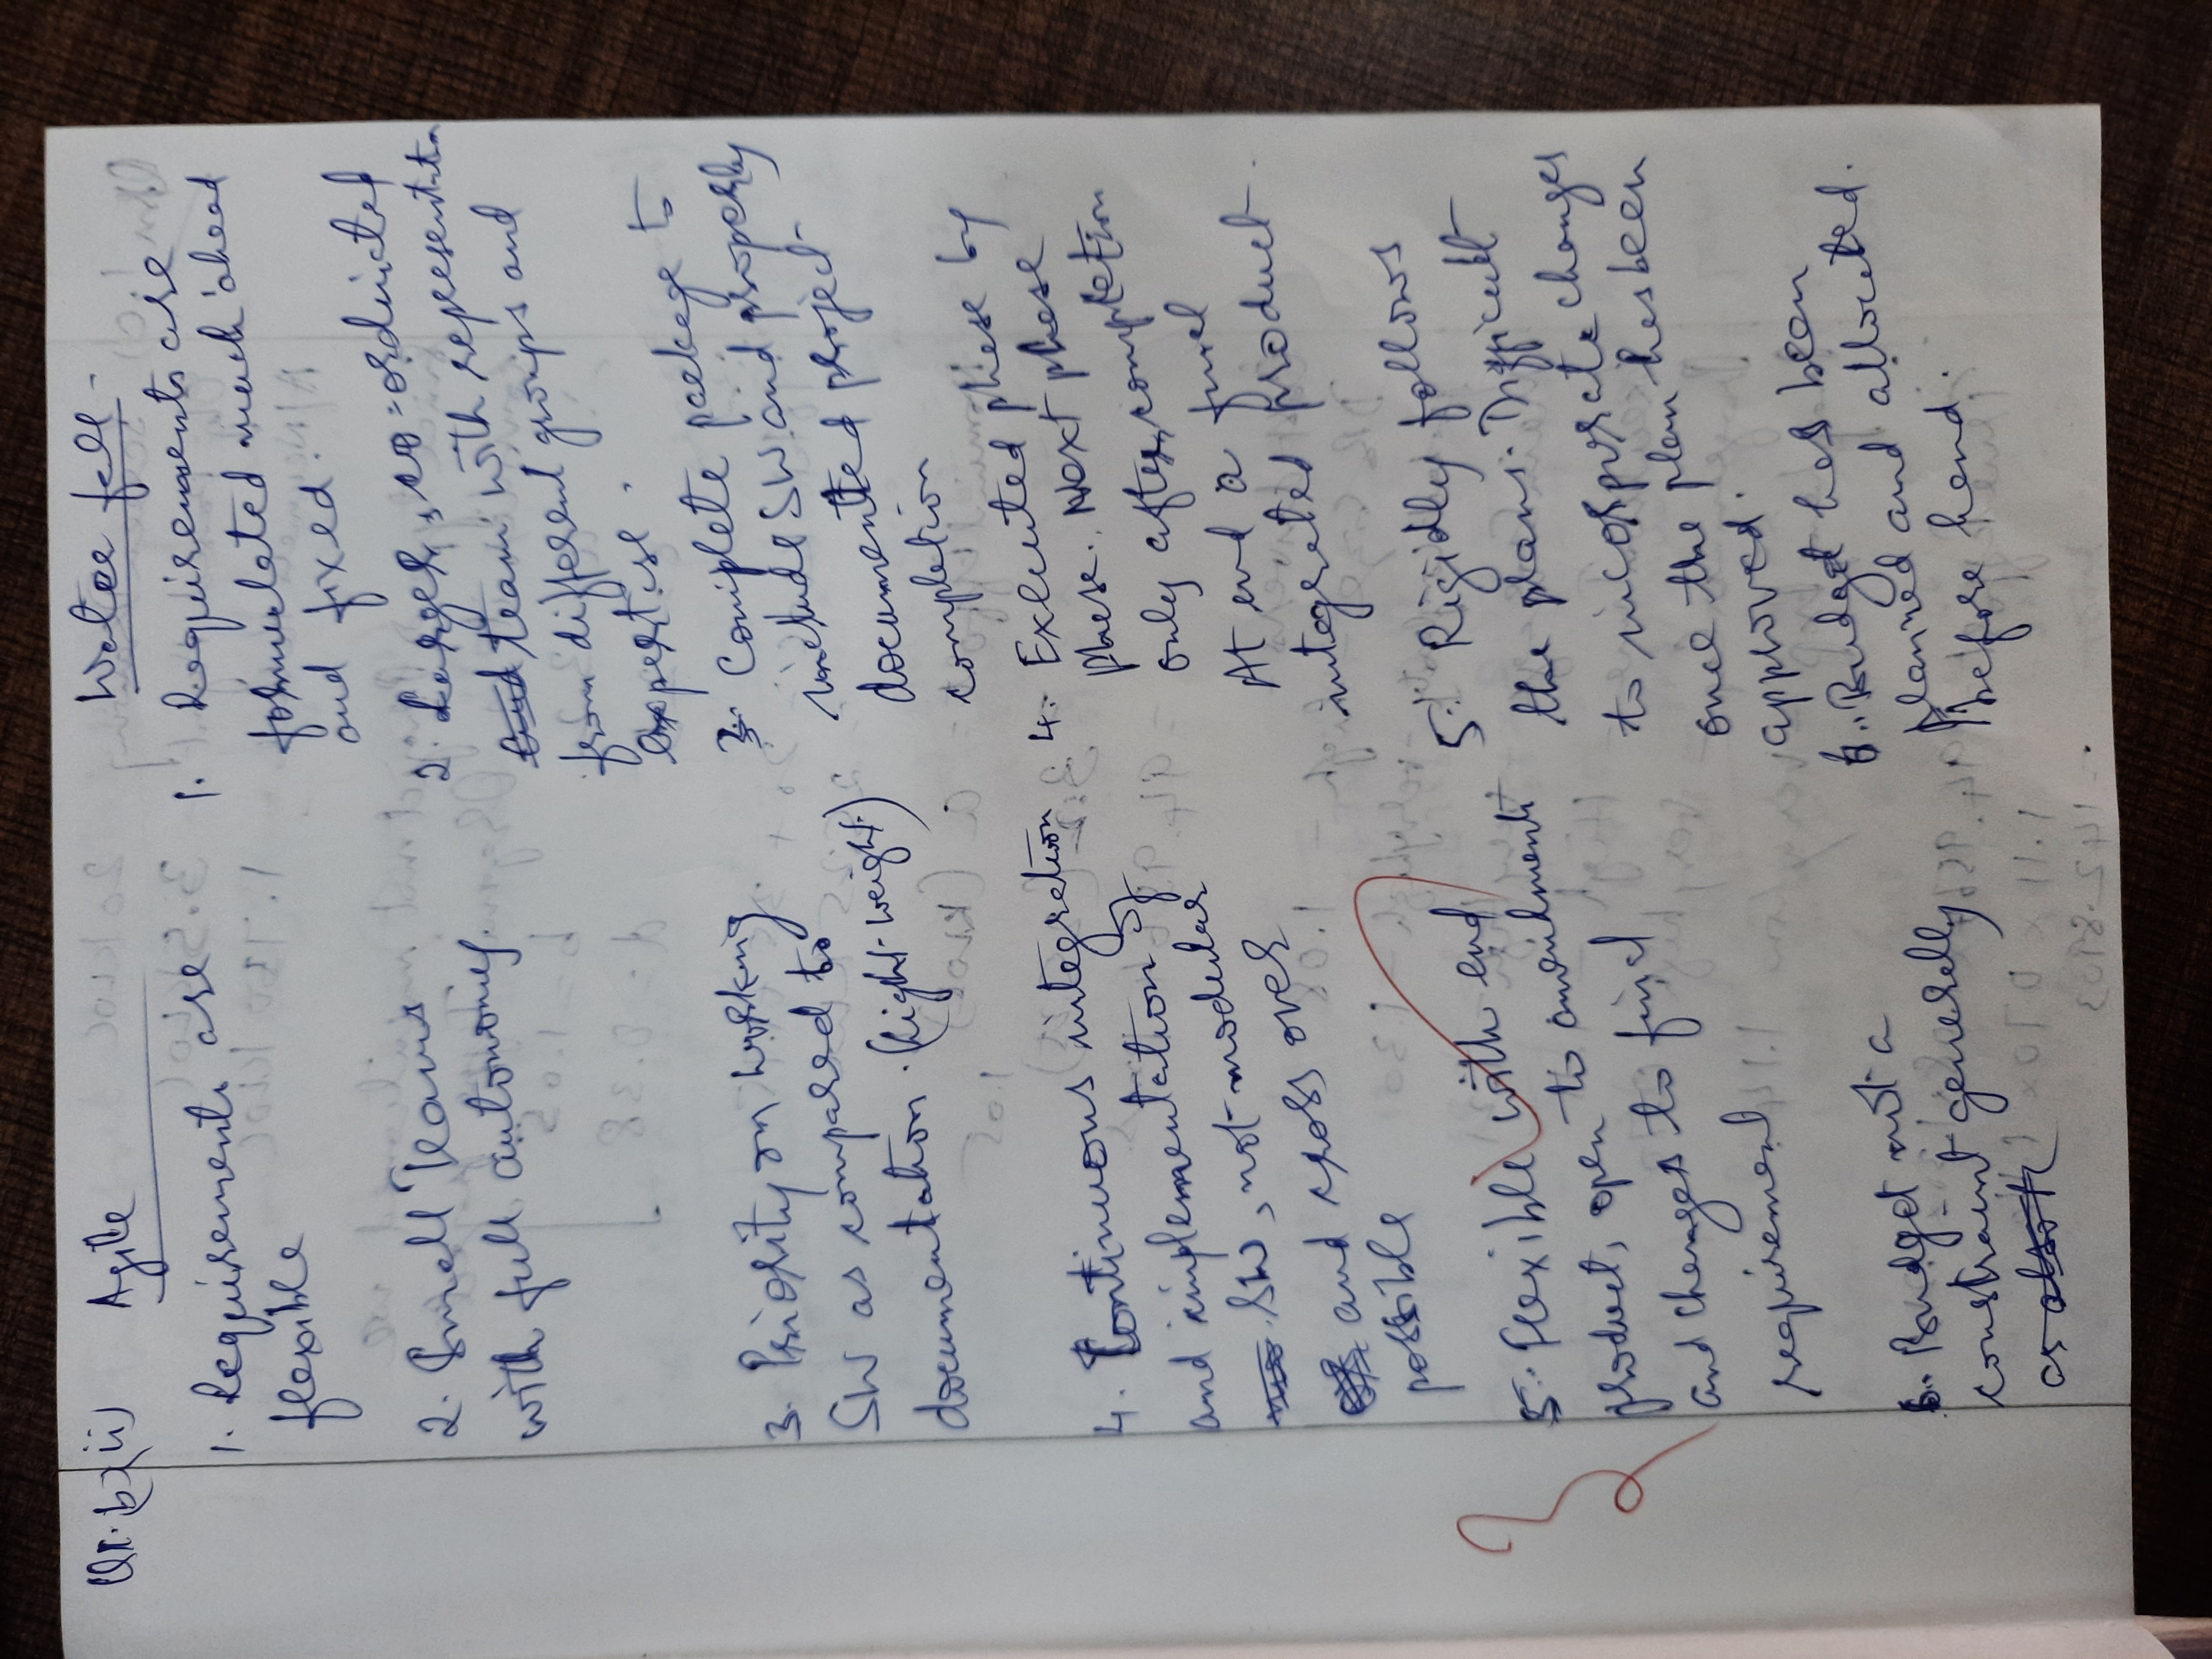 Qr. (b) (ii) Agile
1. Requirements are
flexible
2. Small Teams
with full autonomy.
3. Priority on working
SW as compared to
documentation. (Light weight)
4. Continuous integration
and implementation of
SW, not modular
and cross over
possible
5. Flexible with end
product, open to amendments
and changes to final
requirement
6. Budget not a
constraint generally
as
3
Water fall -
1. Requirements are
formulated much ahead
and fixed.
2. Larger, co-ordinated
and team with representation
from different groups and
expertise.
3. Complete package to
include SW and properly
documented project
completion
4. Executed phase by
phase. Next phase
only after completion
At end a final
integrated product.
5. Rigidly follows
the plans. Difficult
to incorporate changes
once the plan has been
approved.
6. Budget has been
planned and allocated
before hand.